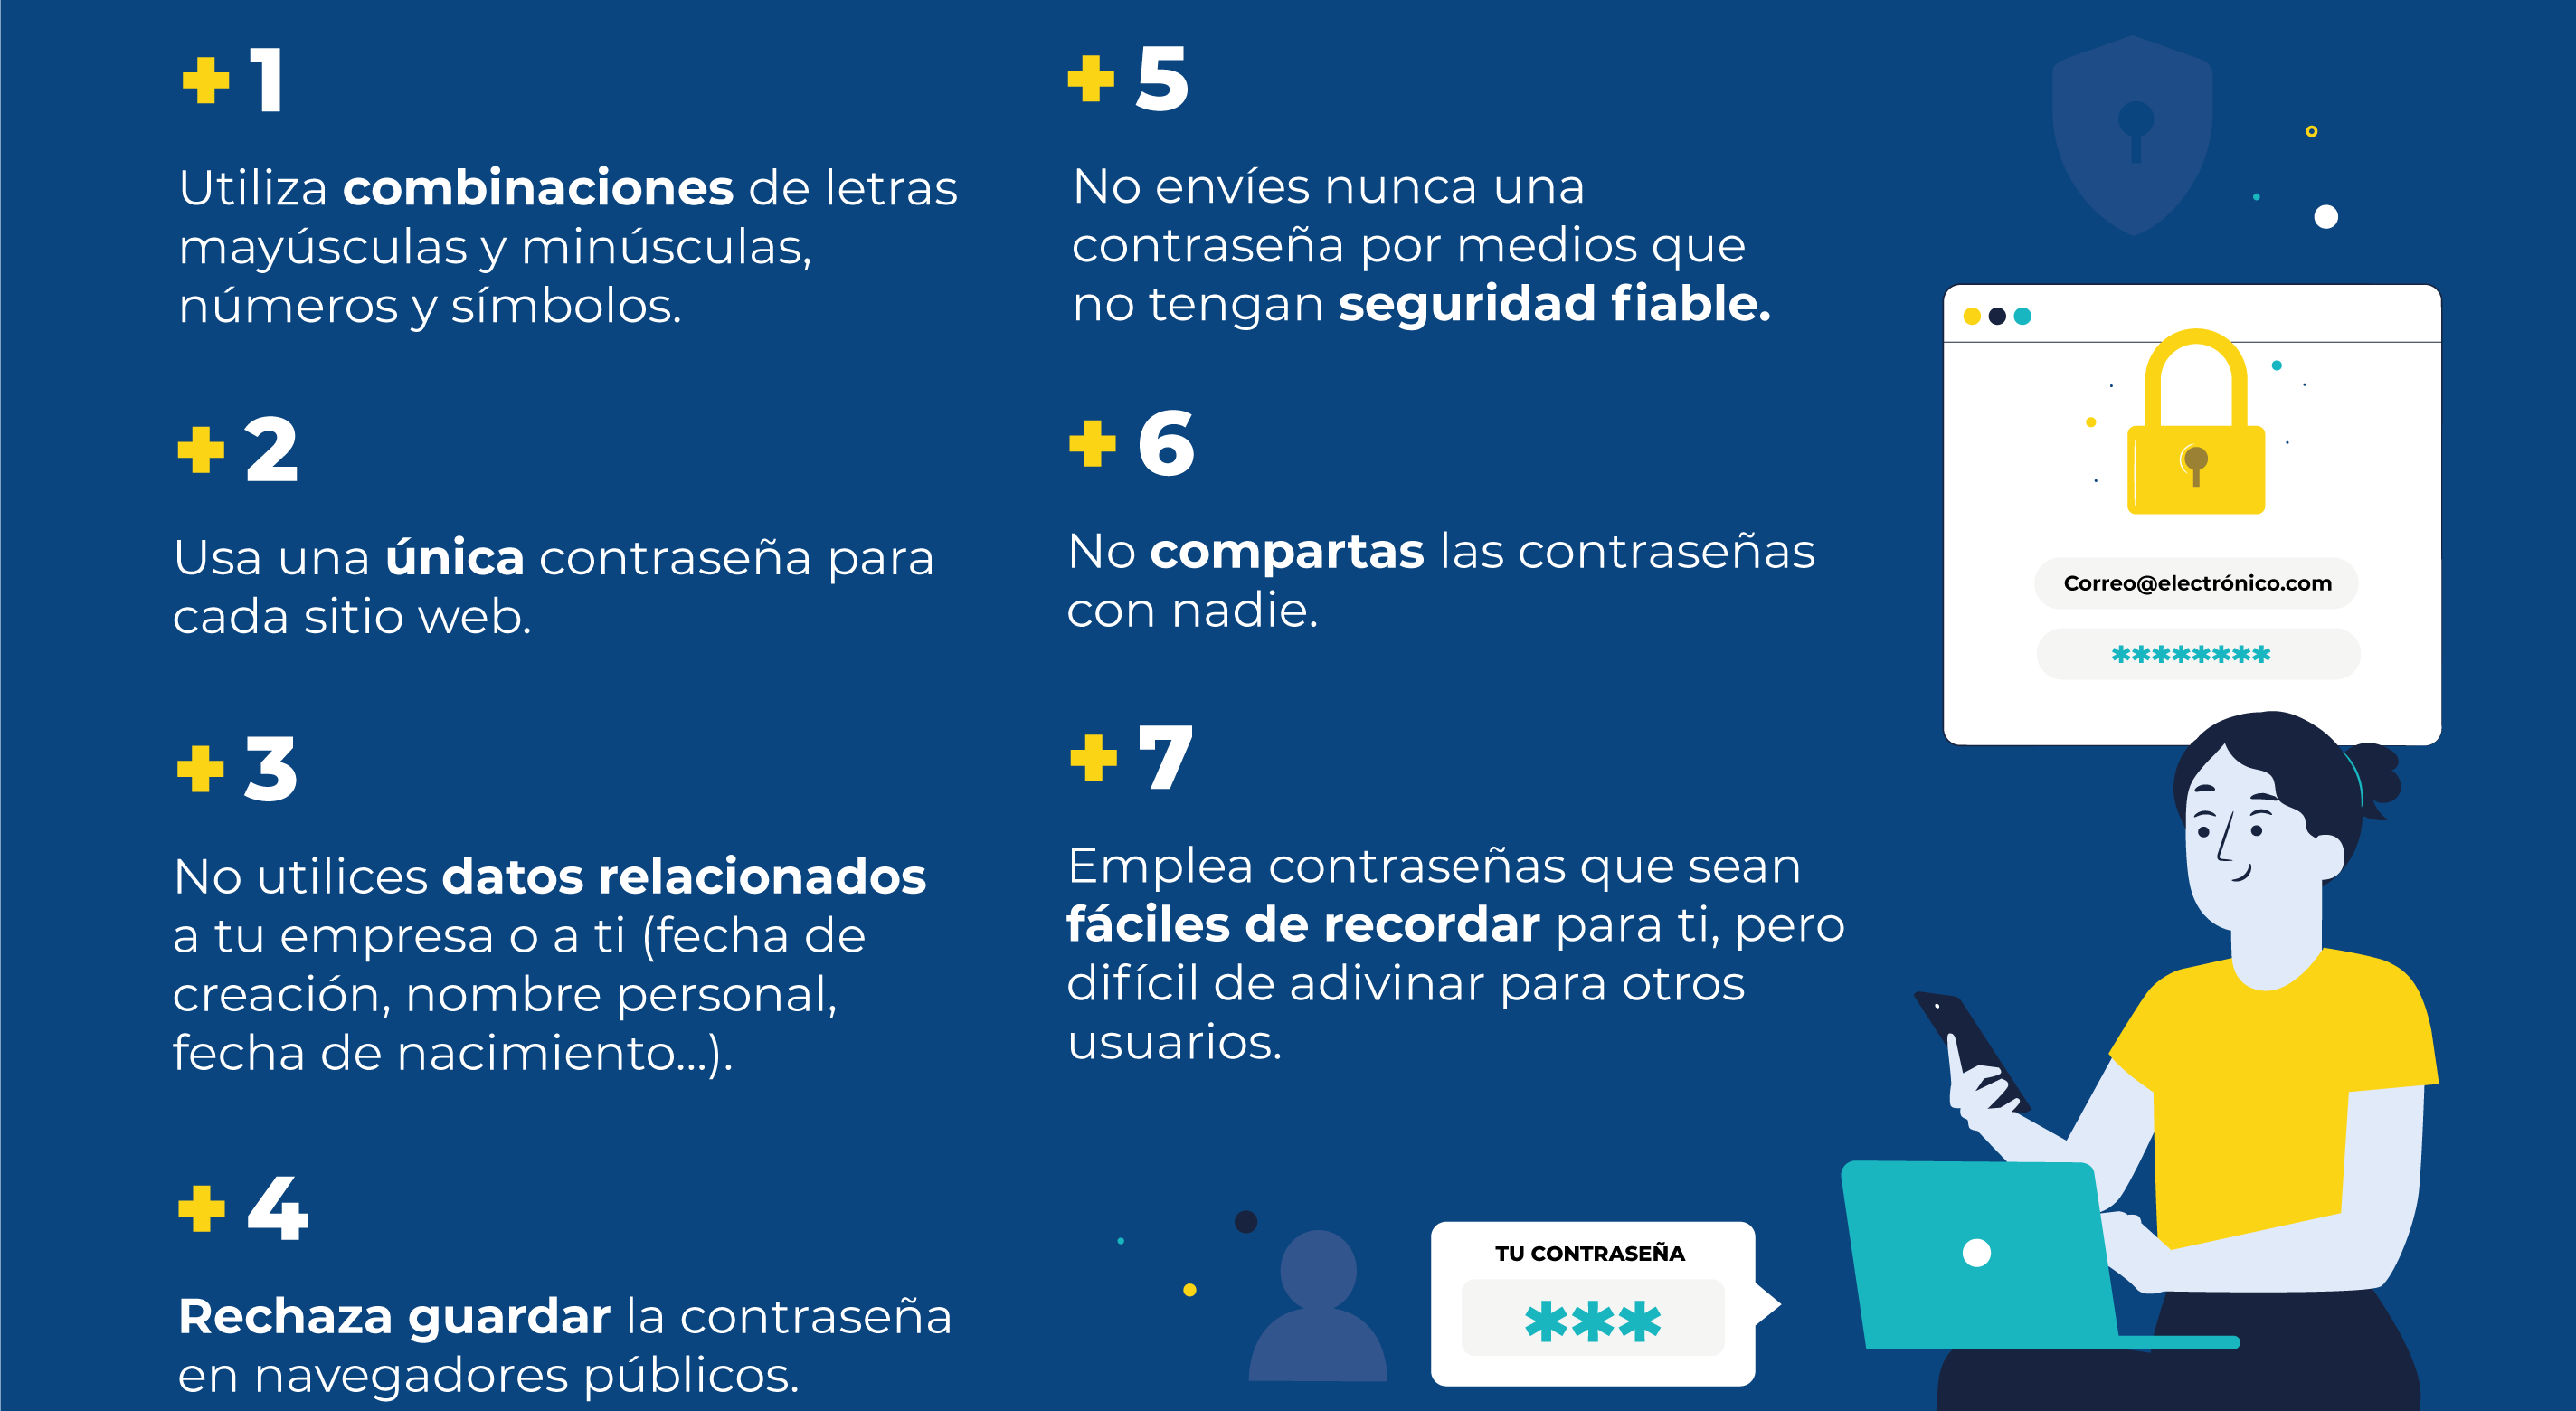 + 1
Utiliza combinaciones de letras
mayúsculas y minúsculas,
números y símbolos.
+ 2
Usa una única contraseña para
cada sitio web.
+ 3
No utilices datos relacionados
a tu empresa o a ti (fecha de
creación, nombre personal,
fecha de nacimiento...).
+ 4
Rechaza guardar la contraseña
en navegadores públicos.
+ 5
No envíes nunca una
contraseña por medios que
no tengan seguridad fiable.
+ 6
No compartas las contraseñas
con nadie.
+ 7
Emplea contraseñas que sean
fáciles de recordar para ti, pero
difícil de adivinar para otros
usuarios.
Correo@electrónico.com
********
TU CONTRASEÑA
***